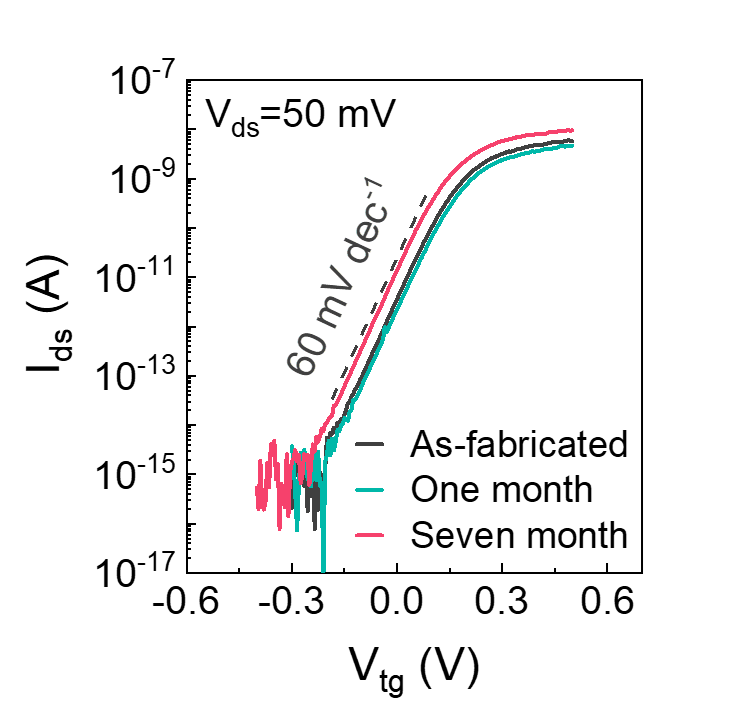 10⁻⁷
V_ds=50 mV
10⁻⁹
60 mV dec⁻¹
10⁻¹¹
I_ds (A)
10⁻¹³
As-fabricated
10⁻¹⁵
One month
Seven month
10⁻¹⁷
-0.6 -0.3 0.0 0.3 0.6
V_tg (V)